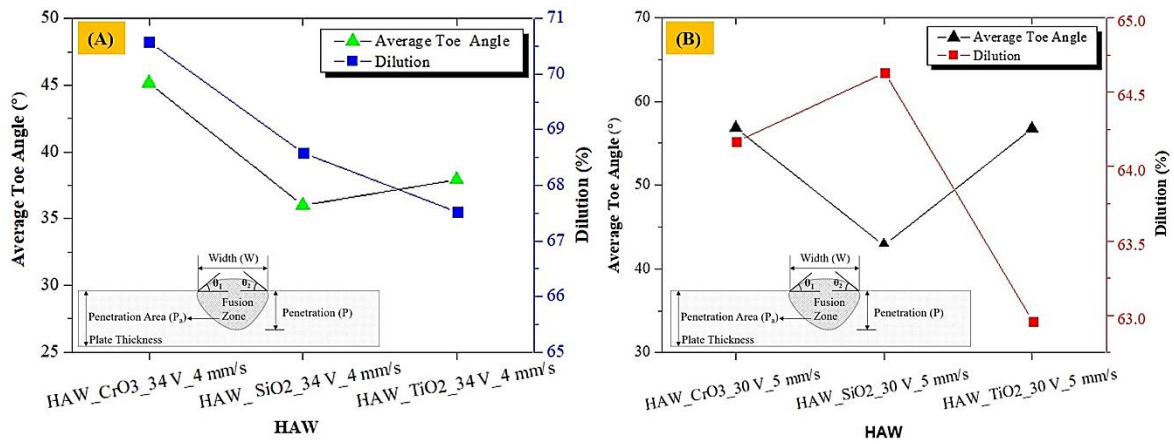 (A)
Average Toe Angle
Dilution
Average Toe Angle (°)
50
45
40
35
30
25
Dilution (%)
71
70
69
68
67
66
65
Width (W)
θ1
θ2
Fusion
Zone
Penetration Area (Pa)
Penetration (P)
Plate Thickness
HAW_CrO3_34 V_4 mm/s
HAW_SiO2_34 V_4 mm/s
HAW_TiO2_34 V_4 mm/s
HAW
(B)
Average Toe Angle
Dilution
Average Toe Angle (°)
70
60
50
40
30
Dilution (%)
65.0
64.5
64.0
63.5
63.0
Width (W)
θ1
θ2
Fusion
Zone
Penetration Area (Pa)
Penetration (P)
Plate Thickness
HAW_CrO3_30 V_5 mm/s
HAW_SiO2_30 V_5 mm/s
HAW_TiO2_30 V_5 mm/s
HAW